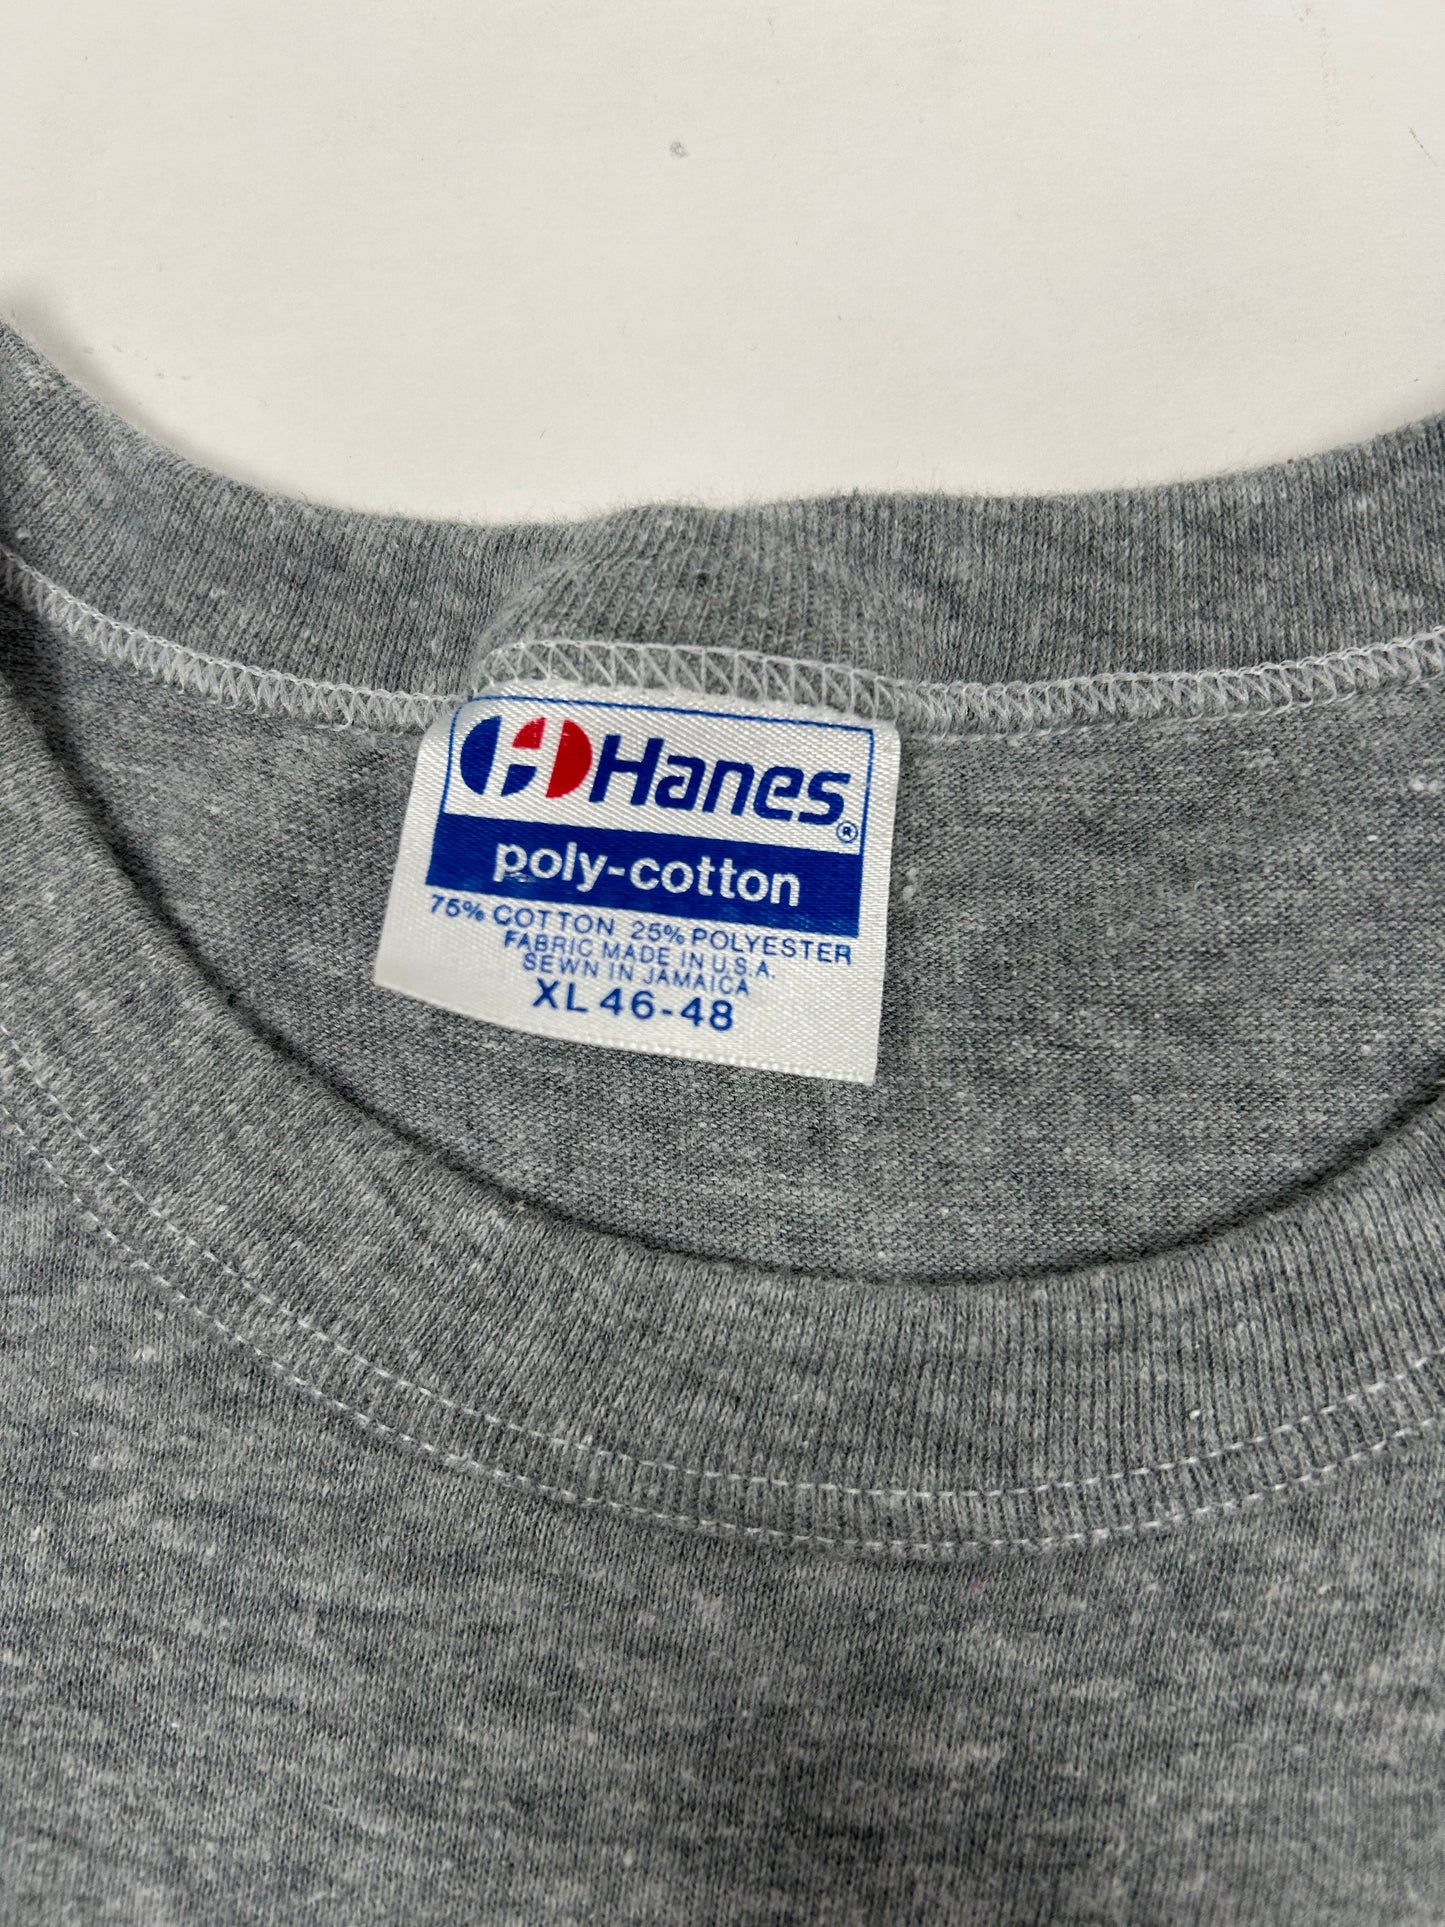 Hanes®
poly-cotton
75% COTTON 25% POLYESTER
FABRIC MADE IN U.S.A.
SEWN IN JAMAICA
XL 46-48